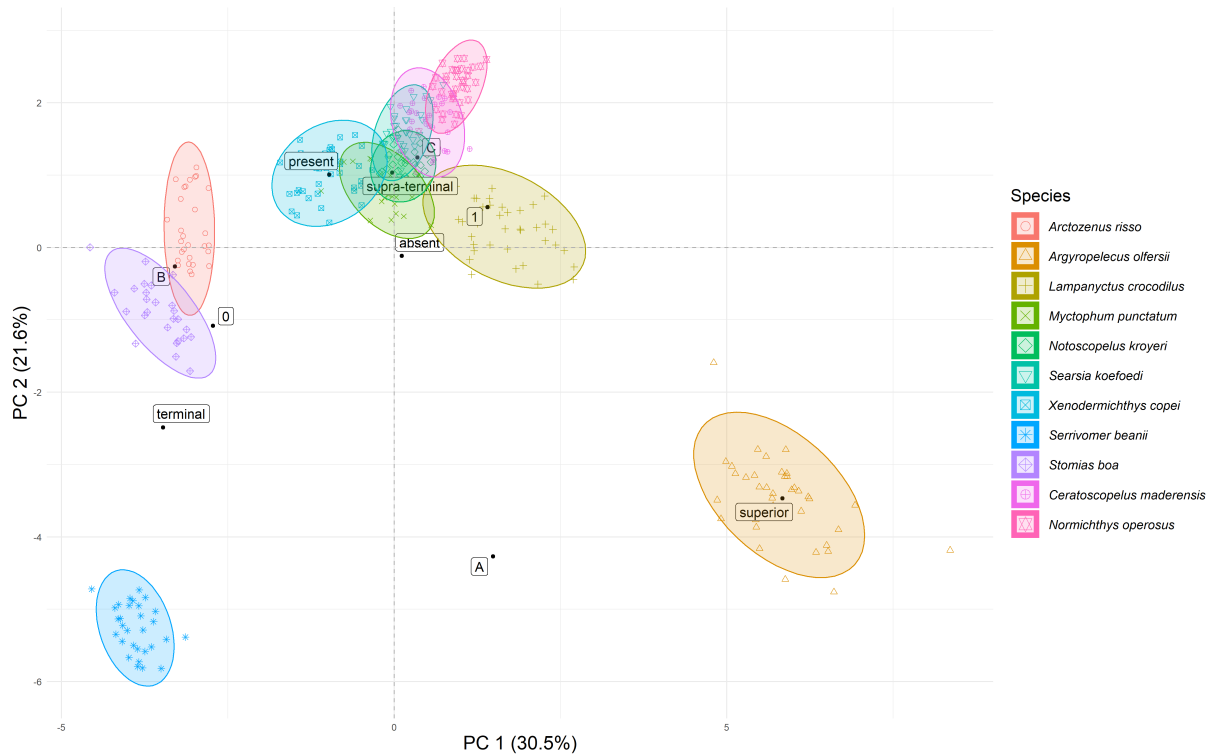 PC 2 (21.6%)
2
0
-2
-4
-6
present
C
supra-terminal
1
absent
B
0
terminal
superior
A
-5
0
5
PC 1 (30.5%)
Species
Arctozenus risso
Argyropelecus olfersii
Lampanyctus crocodilus
Myctophum punctatum
Notoscopelus kroyeri
Searsia koefoedi
Xenodermichthys copei
Serrivomer beanii
Stomias boa
Ceratoscopelus maderensis
Normichthys operosus